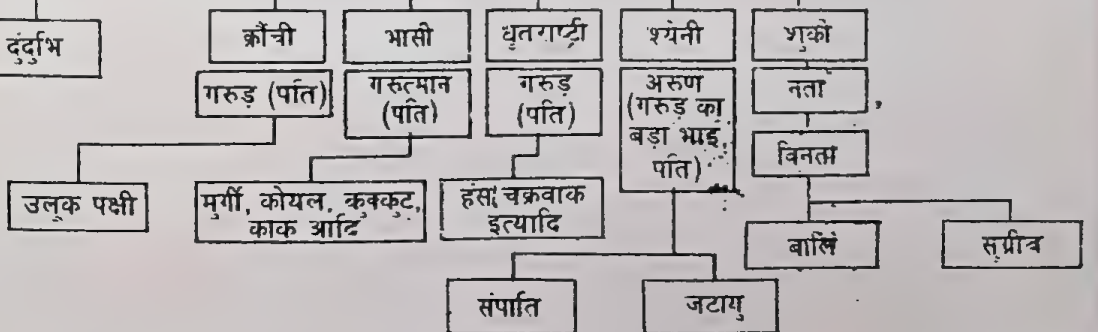 दुंदुभि
क्रौंची
भासी
धृतराष्ट्री
श्येनी
शुकी
गरुड़ (पति)
गरुत्मान
(पति)
गरुड़
(पति)
अरुण
(गरुड़ का
बड़ा भाई,
पति)
नता
विनता
उलूक पक्षी
मुर्गी, कोयल, कुक्कुट,
काक आदि
हंस, चक्रवाक
इत्यादि
बालि
सुग्रीव
संपाति
जटायु